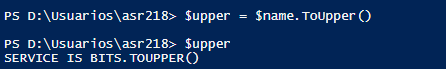 PS D:\Usuarios\asr218> $upper = $name.ToUpper()
PS D:\Usuarios\asr218> $upper
SERVICE IS BITS.TOUPPER()